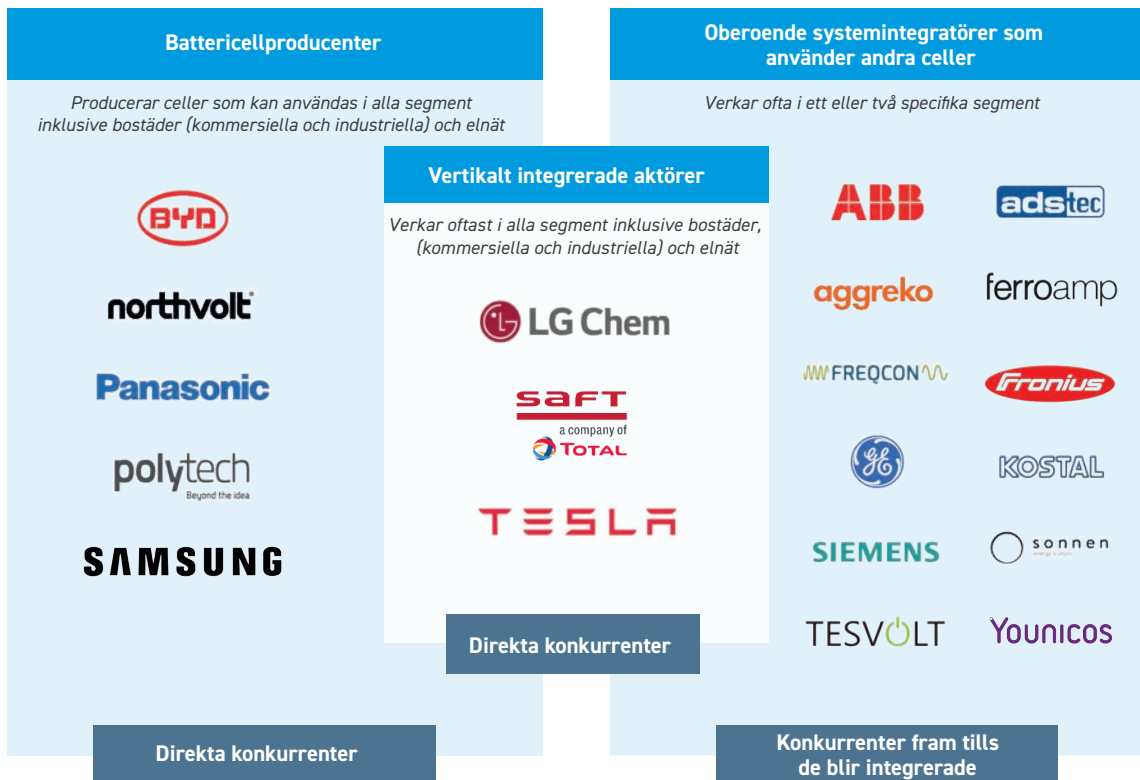 Battericellproducenter
Producerar celler som kan användas i alla segment
inklusive bostäder (kommersiella och industriella) och elnät
BYD
northvolt
Panasonic
polytech
Beyond the idea
SAMSUNG
Direkta konkurrenter
Vertikalt integrerade aktörer
Verkar oftast i alla segment inklusive bostäder,
(kommersiella och industriella) och elnät
LG Chem
SAFT
a company of
TOTAL
TESLA
Direkta konkurrenter
Oberoende systemintegratörer som
använder andra celler
Verkar ofta i ett eller två specifika segment
ABB
adstec
aggreko
ferroamp
FREQCON
Fronius
GE
KOSTAL
SIEMENS
sonnen
TESVOLT
YOUNICOS
Konkurrenter fram tills
de blir integrerade